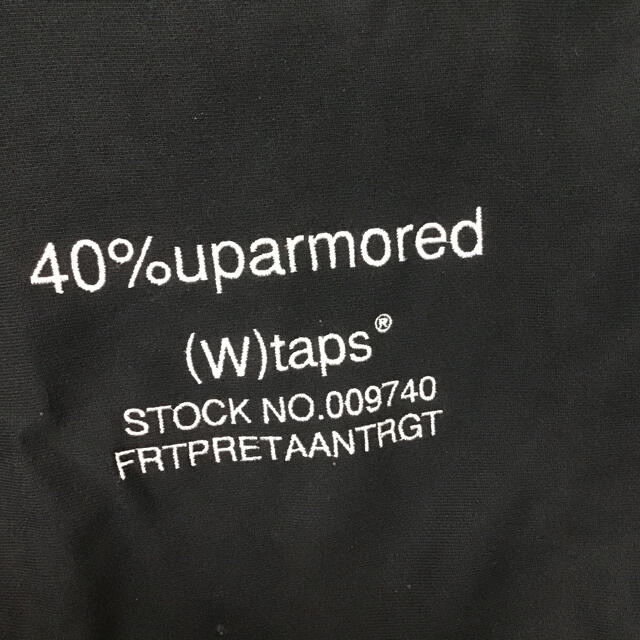 40%uparmored
(W)taps®
STOCK NO.009740
FRTPRETAANTRGT